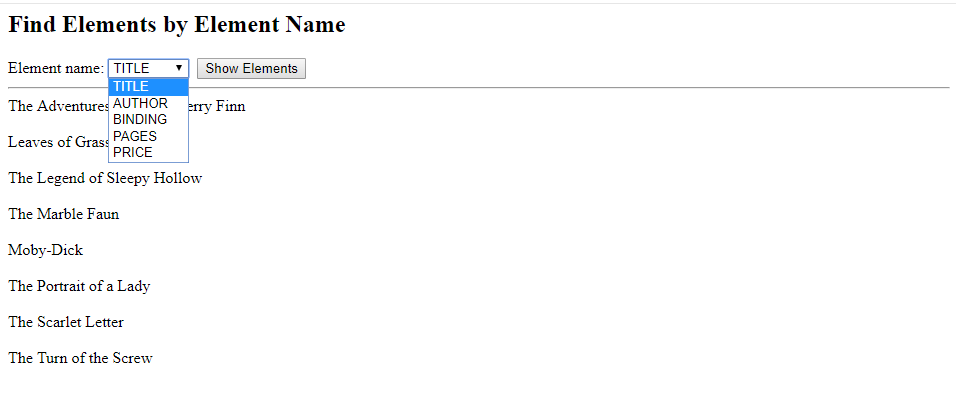 Find Elements by Element Name
Element name: TITLE ▼ Show Elements
TITLE
AUTHOR
BINDING
PAGES
PRICE
The Adventures erry Finn
Leaves of Grass
The Legend of Sleepy Hollow
The Marble Faun
Moby-Dick
The Portrait of a Lady
The Scarlet Letter
The Turn of the Screw